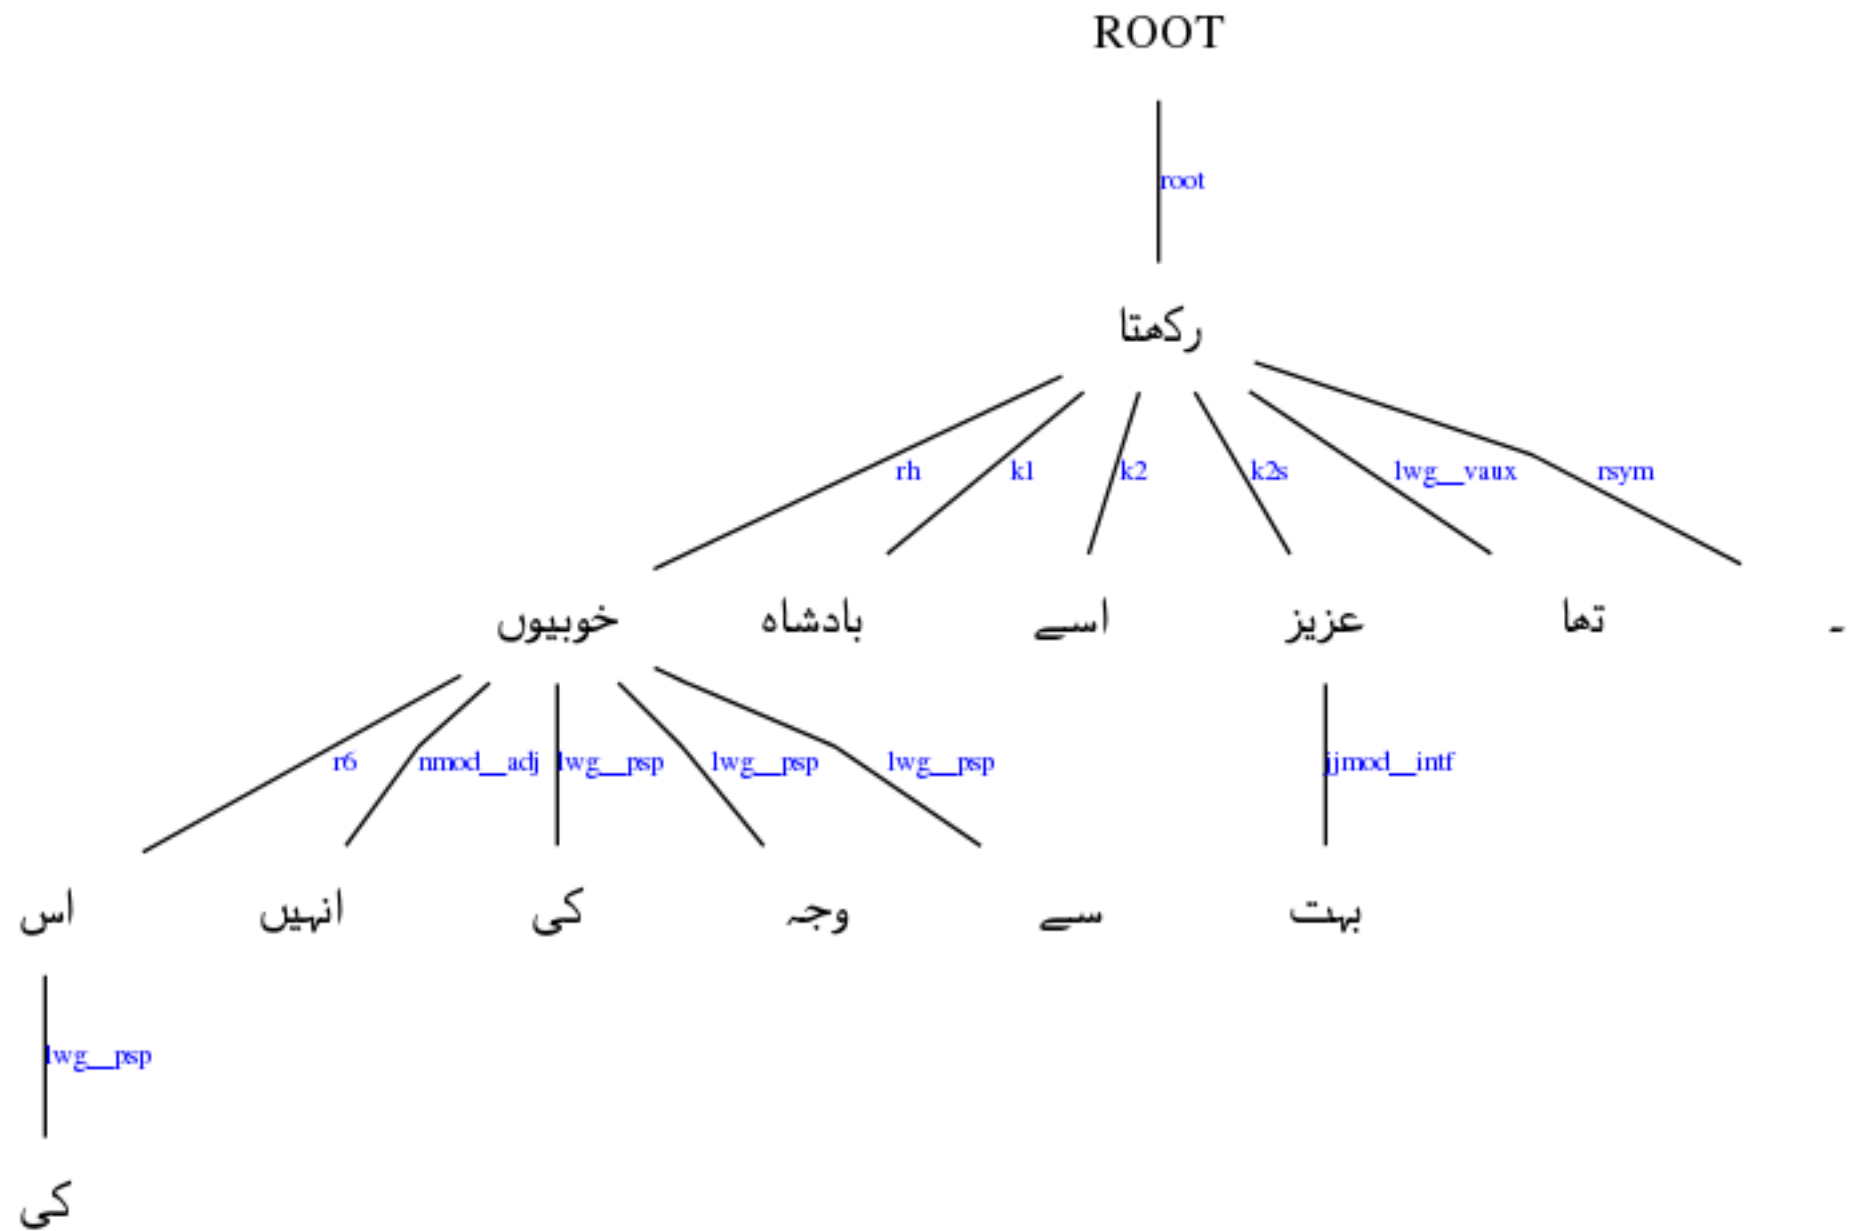 ROOT
root
رکھتا
rh k1 k2 k2s lwg__vaux rsym
خوبیوں بادشاہ اسے عزیز تھا ۔
r6 nmod__adj lwg__psp lwg__psp lwg__psp jjmod__intf
اس انہیں کی وجہ سے بہت
lwg__psp
کی